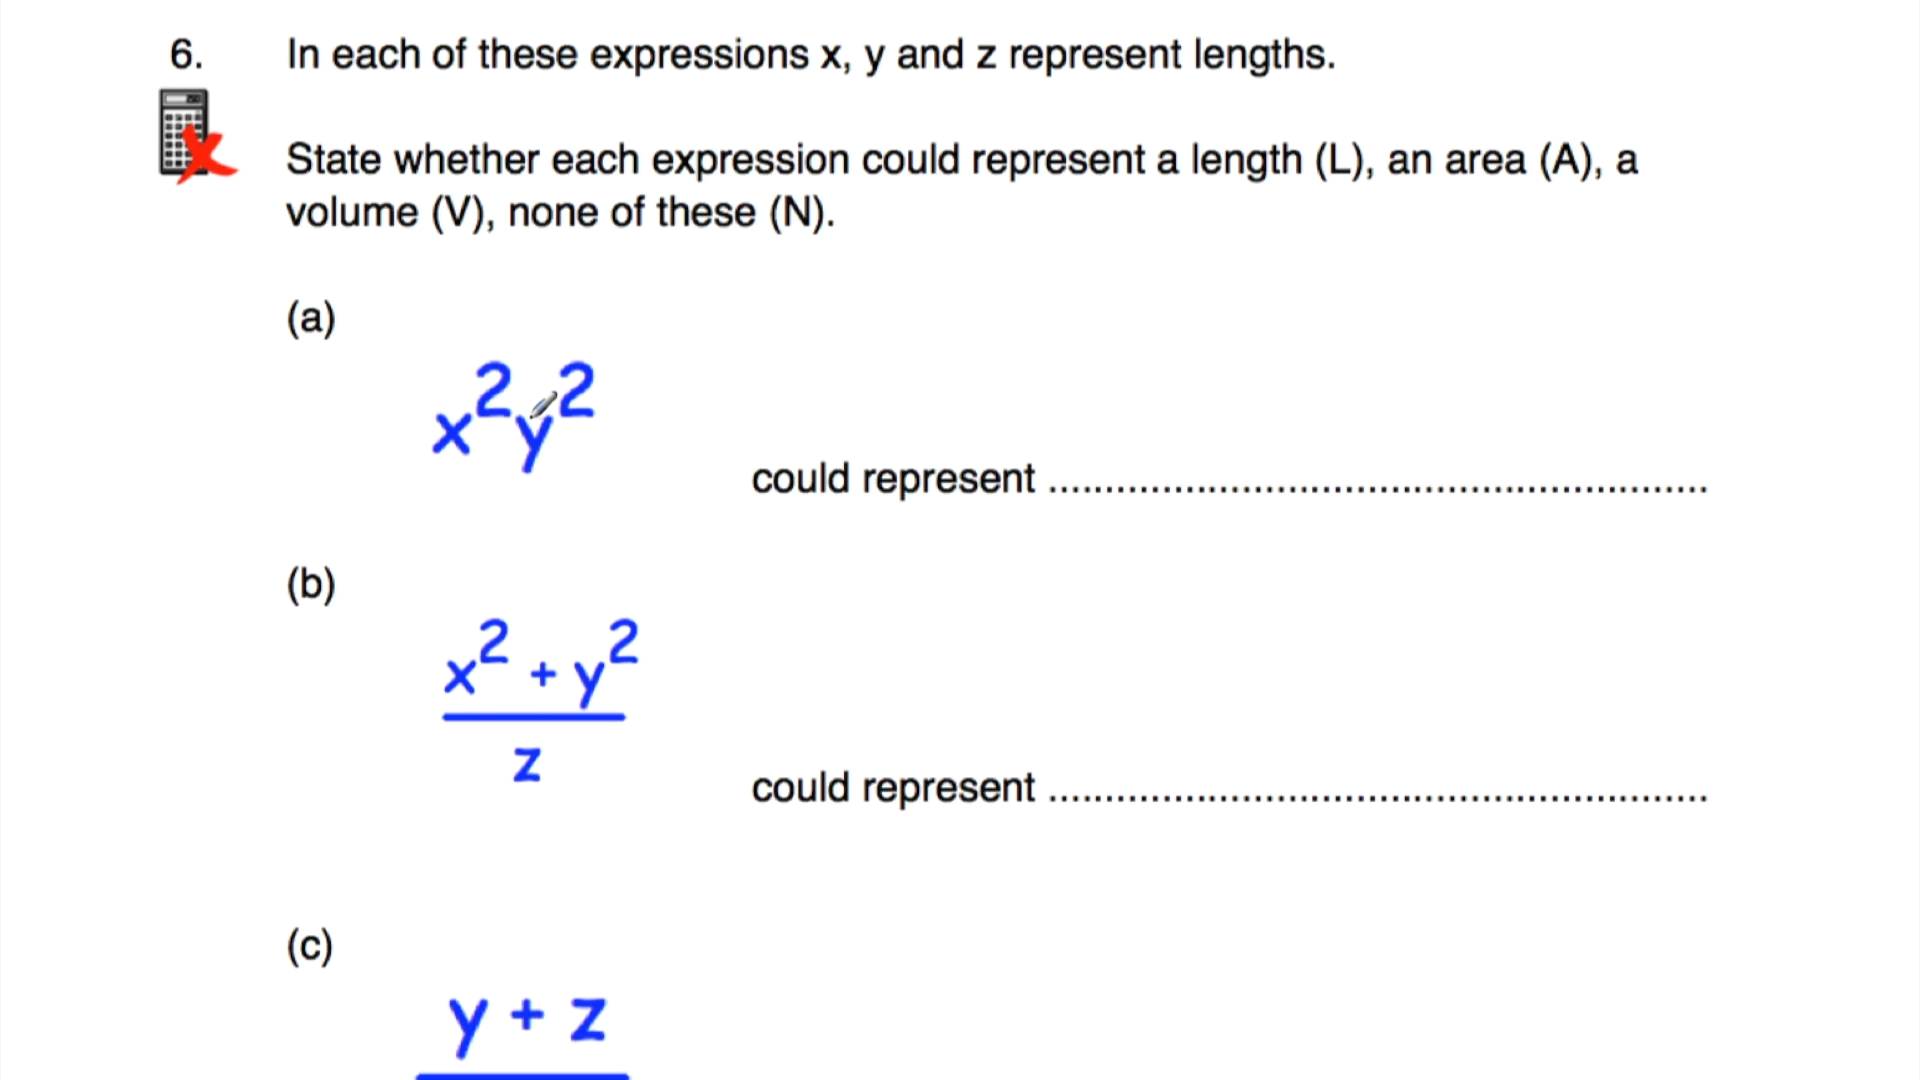 6. In each of these expressions x, y and z represent lengths.
State whether each expression could represent a length (L), an area (A), a
volume (V), none of these (N).
(a)
x²y²
could represent ......................................................................
(b)
x² + y²
z
could represent ......................................................................
(c)
y + z